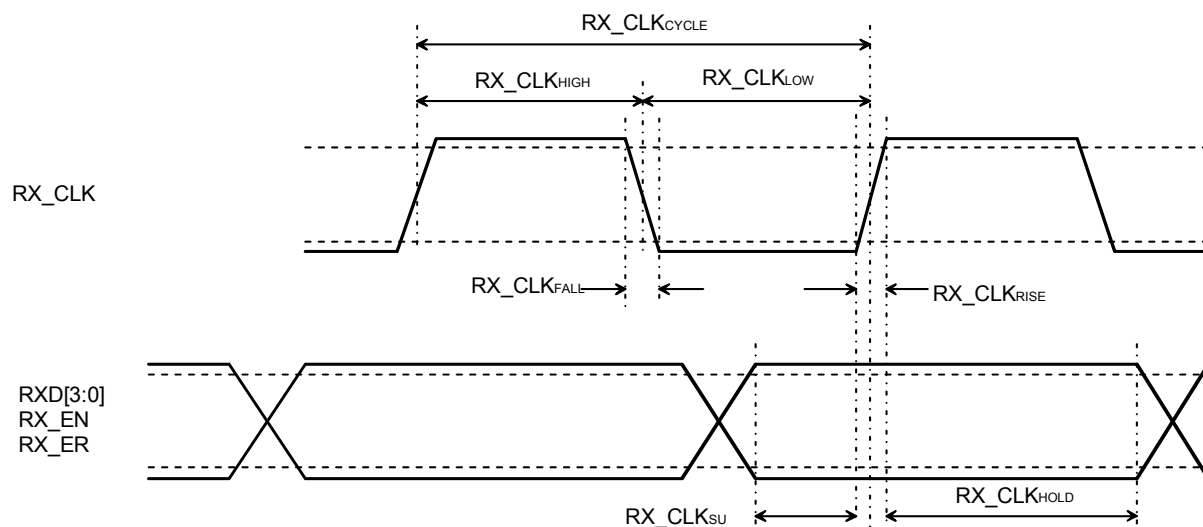 RX_CLKCYCLE
RX_CLKHIGH
RX_CLKLOW
RX_CLK
RX_CLKFALL
RX_CLKRISE
RXD[3:0]
RX_EN
RX_ER
RX_CLKSU
RX_CLKHOLD